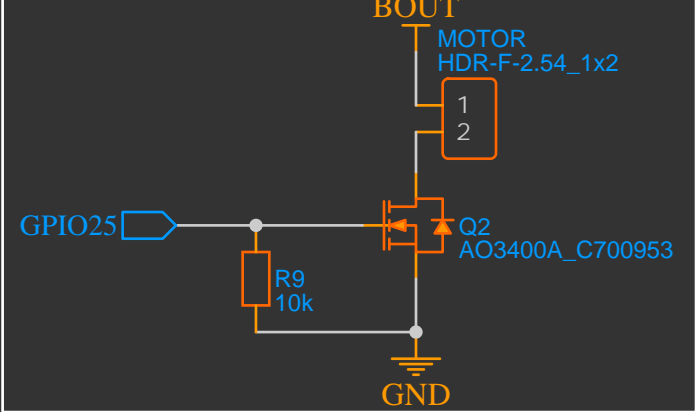 BOUT
MOTOR
HDR-F-2.54_1x2
1
2
GPIO25
Q2
AO3400A_C700953
R9
10k
GND